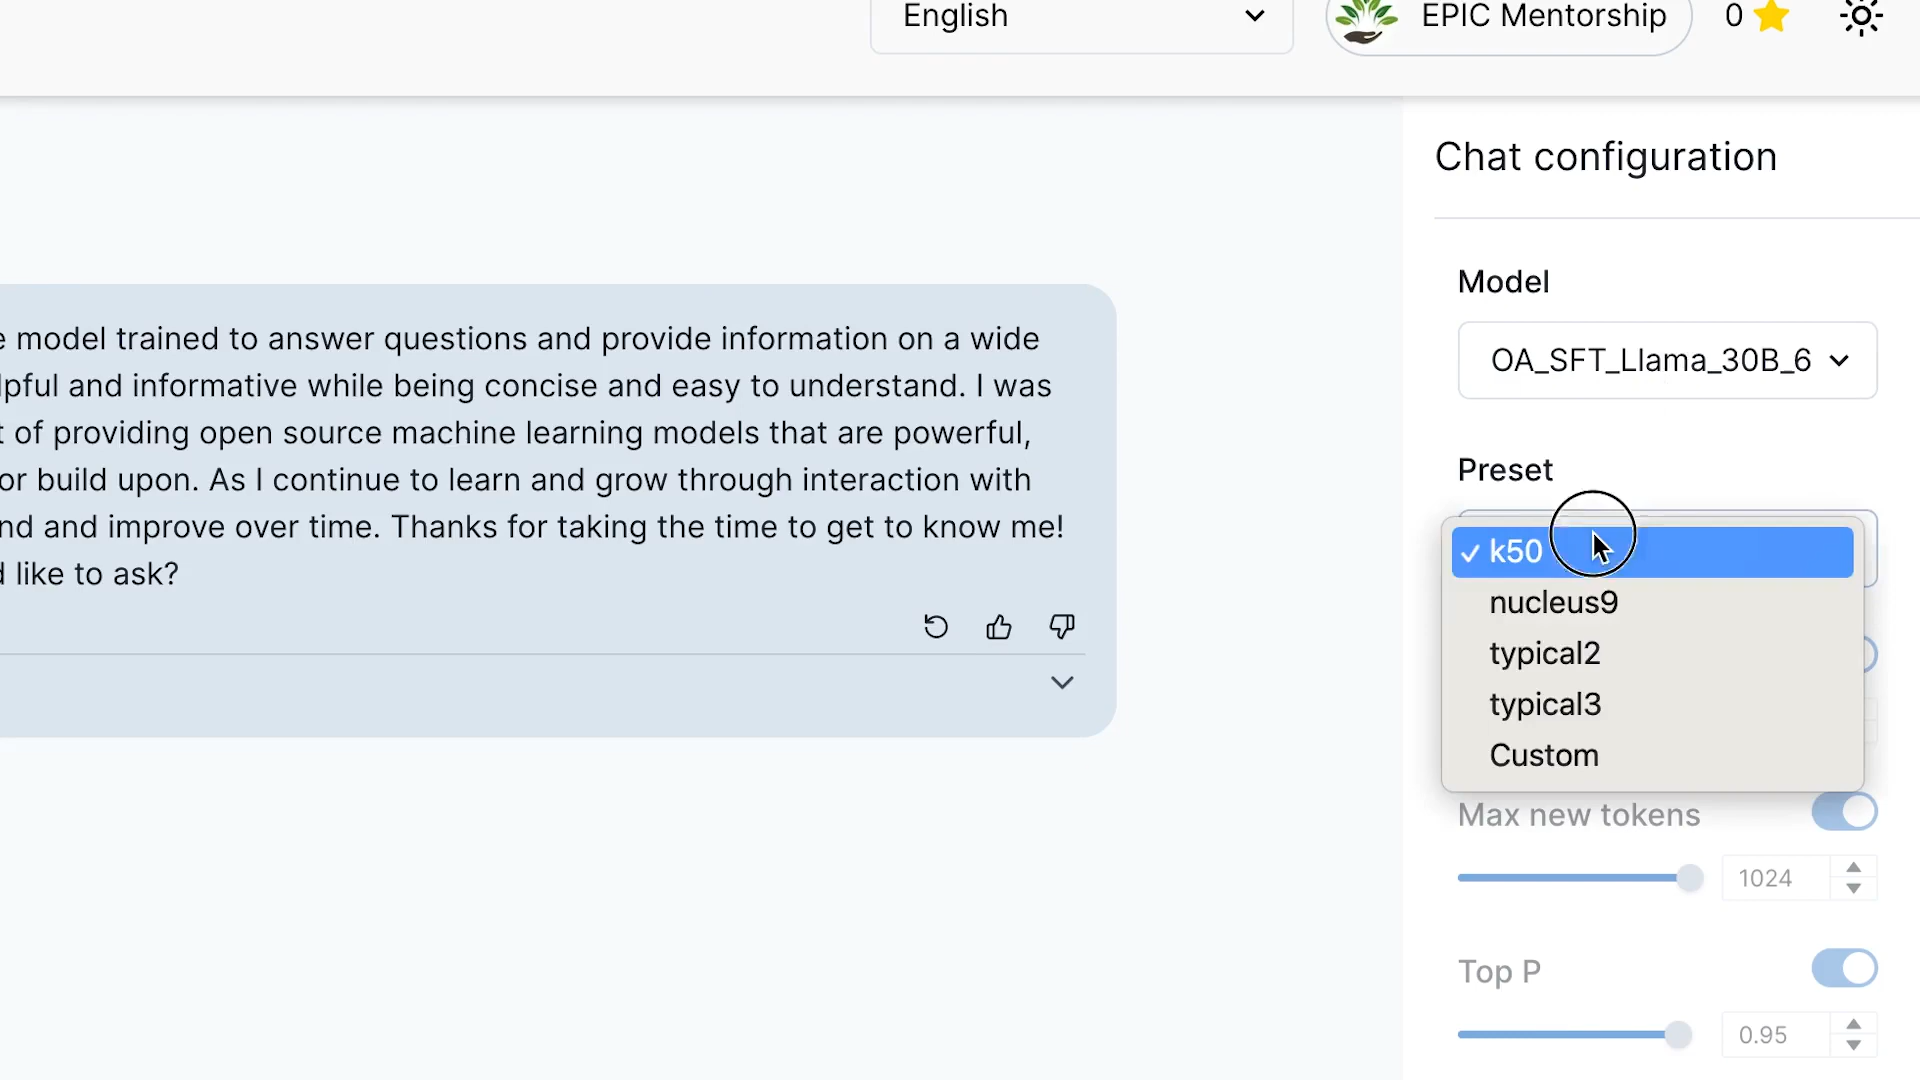 English
EPIC Mentorship
0
Chat configuration
Model
OA_SFT_Llama_30B_6
Preset
✓ k50
nucleus9
typical2
typical3
Custom
Max new tokens
1024
Top P
0.95
model trained to answer questions and provide information on a wide
and informative while being concise and easy to understand. I was
of providing open source machine learning models that are powerful,
or build upon. As I continue to learn and grow through interaction with
and improve over time. Thanks for taking the time to get to know me!
like to ask?